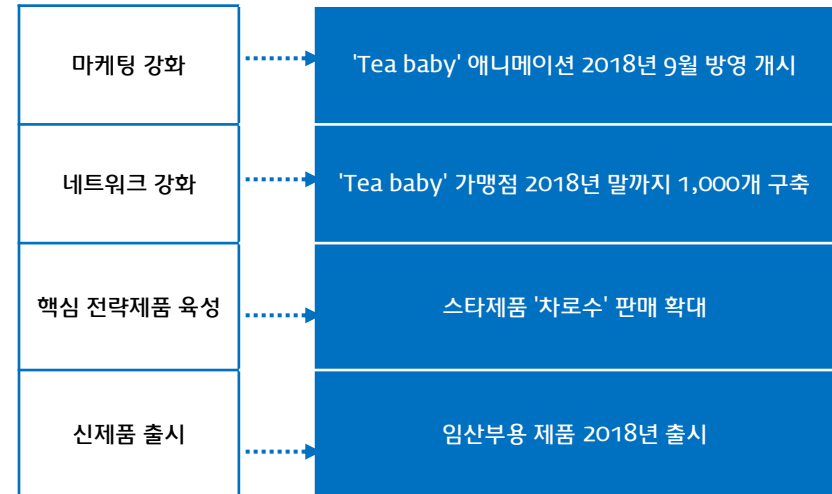 마케팅 강화
'Tea baby' 애니메이션 2018년 9월 방영 개시
네트워크 강화
'Tea baby' 가맹점 2018년 말까지 1,000개 구축
핵심 전략제품 육성
스타제품 '차로수' 판매 확대
신제품 출시
임산부용 제품 2018년 출시